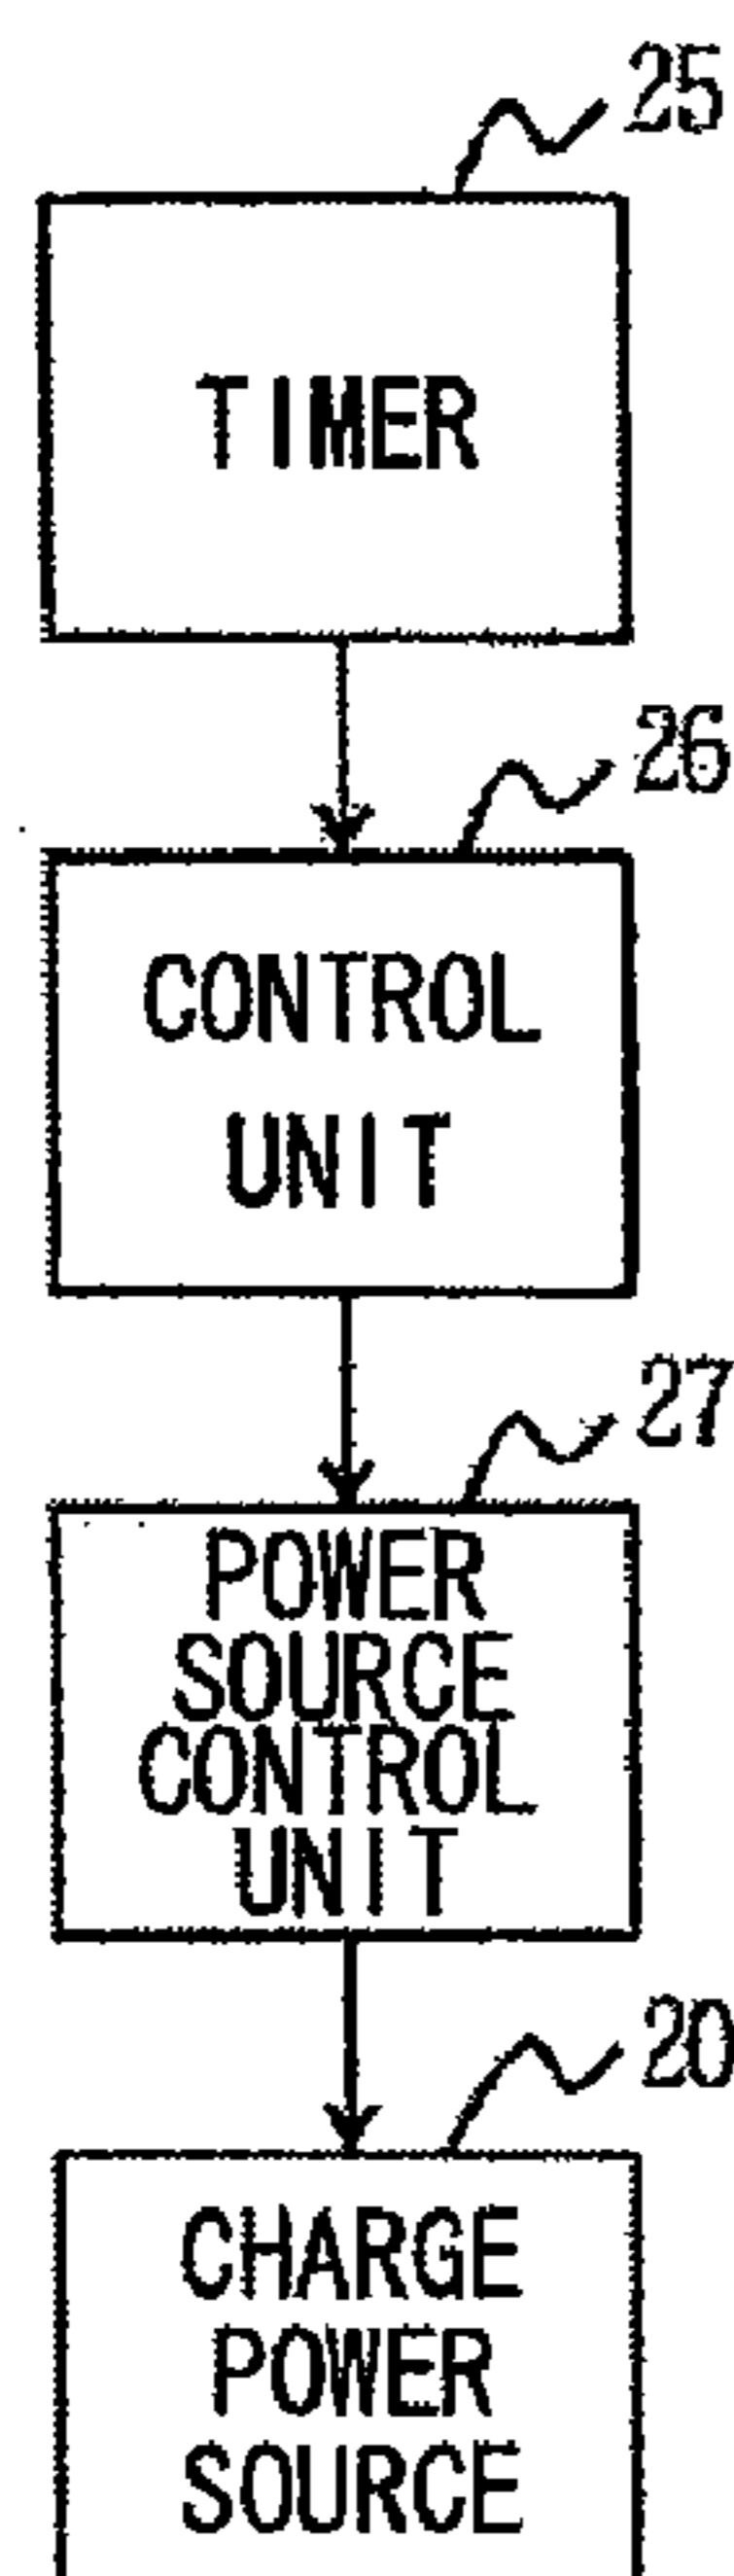 25
TIMER
26
CONTROL
UNIT
27
POWER
SOURCE
CONTROL
UNIT
20
CHARGE
POWER
SOURCE